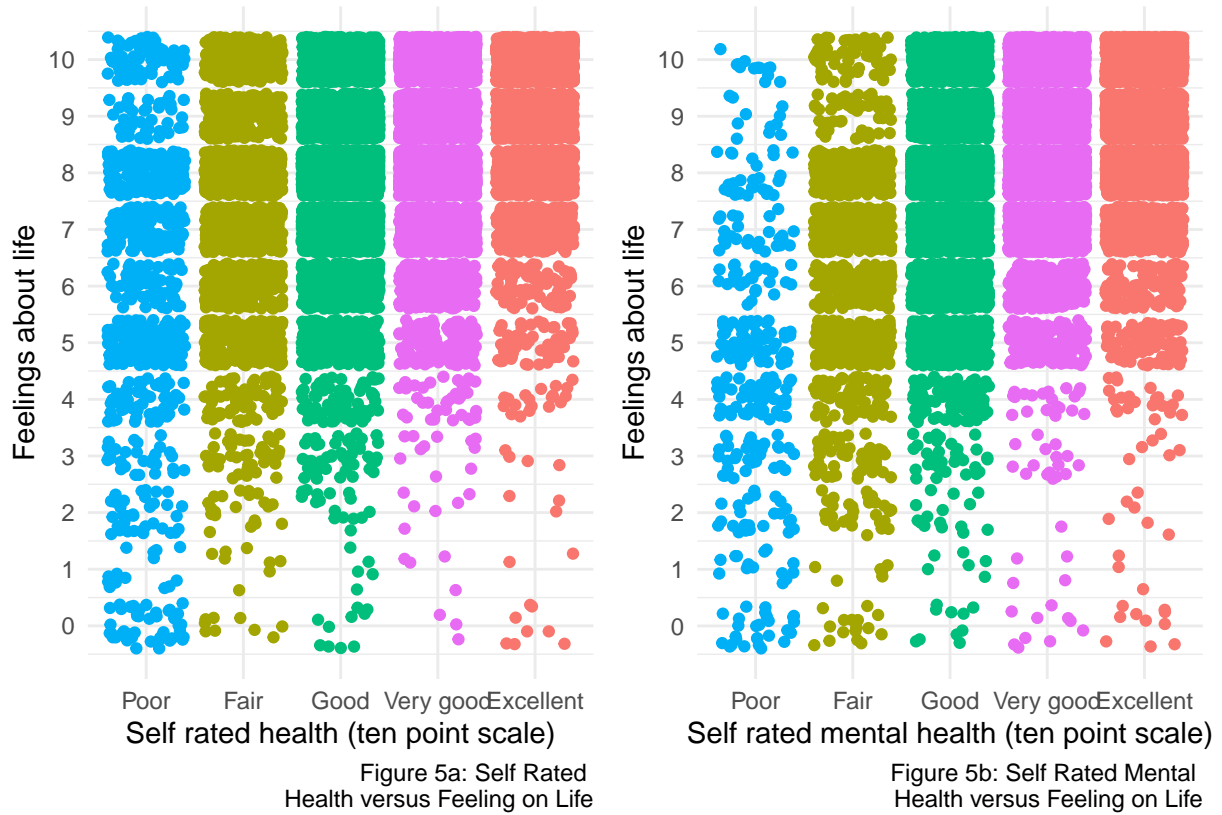 Feelings about life
10
9
8
7
6
5
4
3
2
1
0
Poor Fair Good Very good Excellent
Self rated health (ten point scale)
Figure 5a: Self Rated
Health versus Feeling on Life
Feelings about life
10
9
8
7
6
5
4
3
2
1
0
Poor Fair Good Very good Excellent
Self rated mental health (ten point scale)
Figure 5b: Self Rated Mental
Health versus Feeling on Life